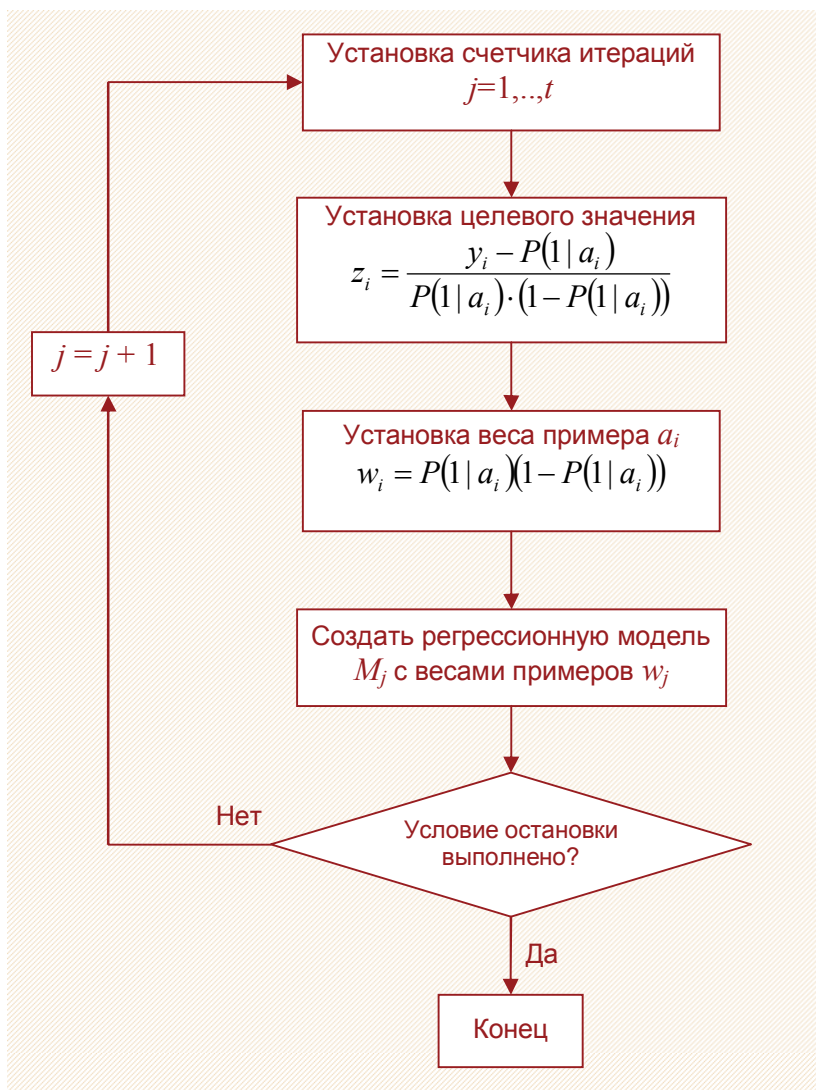 Установка счетчика итераций
j=1,..,t
Установка целевого значения
z_i = \frac{y_i - P(1 | a_i)}{P(1 | a_i) \cdot (1 - P(1 | a_i))}
j = j + 1
Установка веса примера a_i
w_i = P(1 | a_i)(1 - P(1 | a_i))
Создать регрессионную модель
M_j с весами примеров w_j
Нет
Условие остановки
выполнено?
Да
Конец